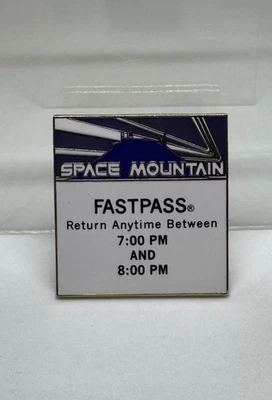 SPACE MOUNTAIN
FASTPASS®
Return Anytime Between
7:00 PM
AND
8:00 PM